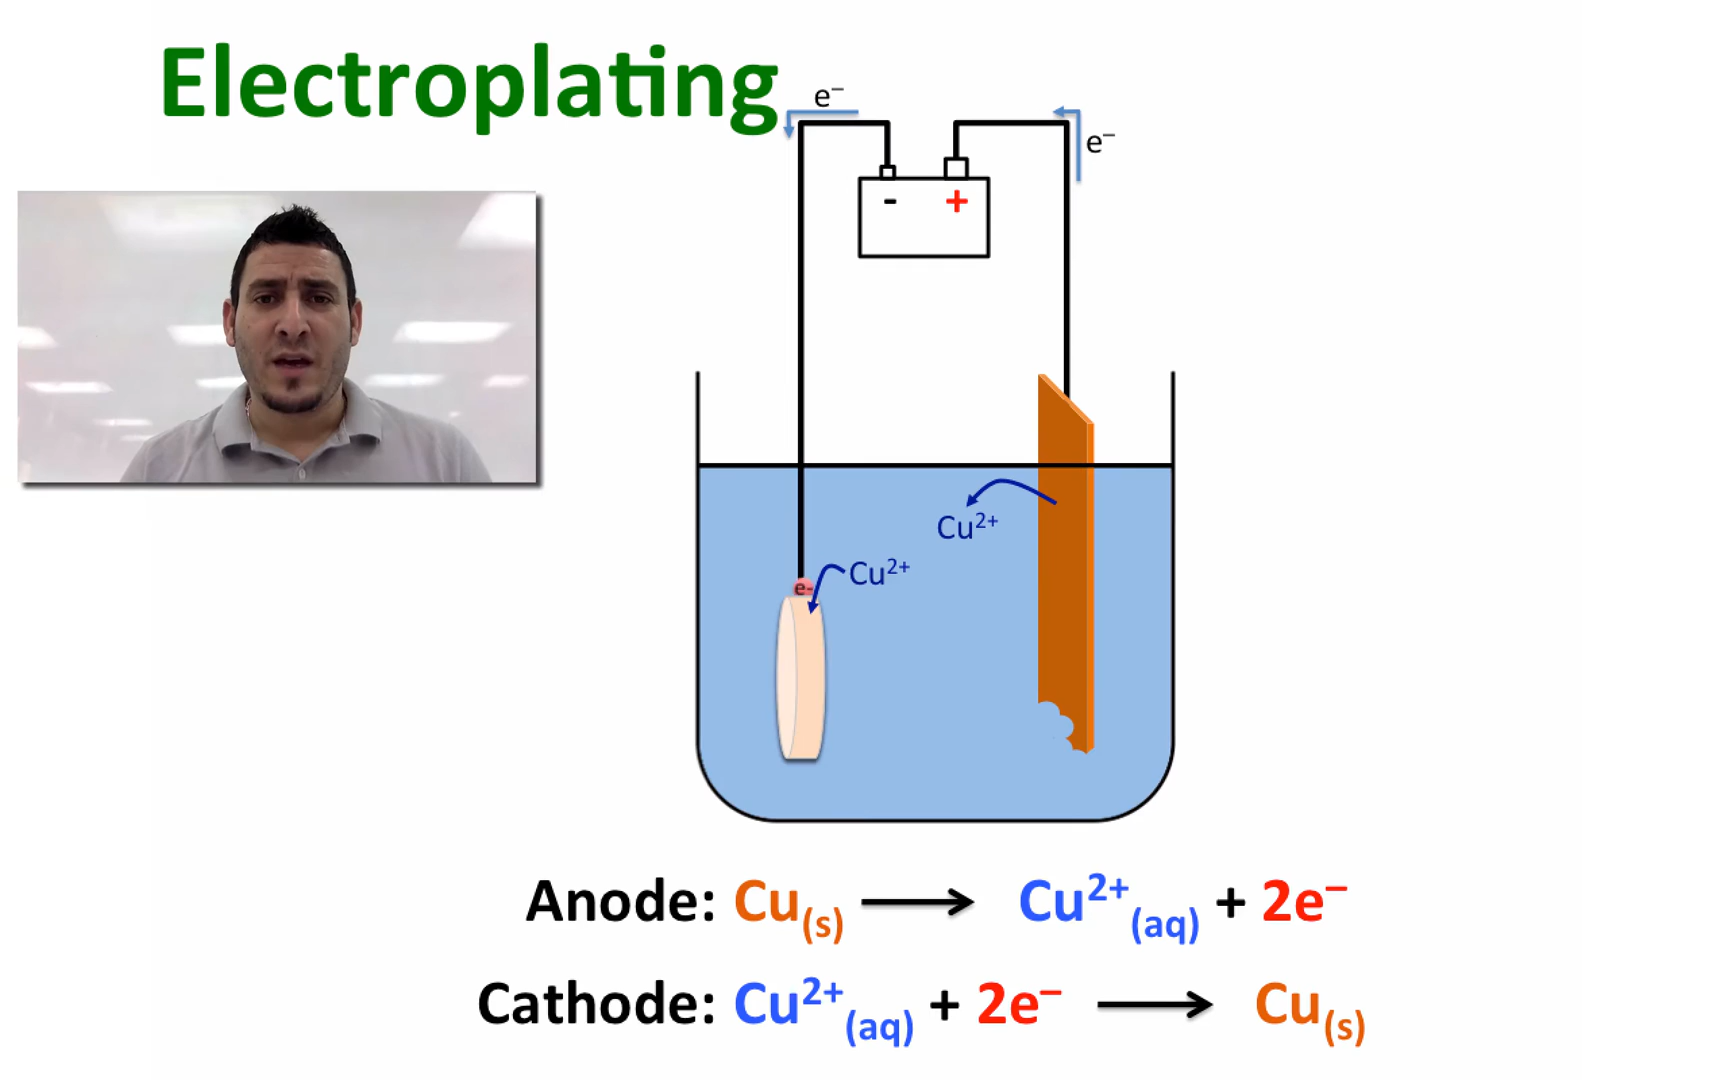 Electroplating
e⁻
e⁻
- +
Cu²⁺
Cu²⁺
e-
Anode: Cu₍s₎ ⟶ Cu²⁺₍aq₎ + 2e⁻
Cathode: Cu²⁺₍aq₎ + 2e⁻ ⟶ Cu₍s₎